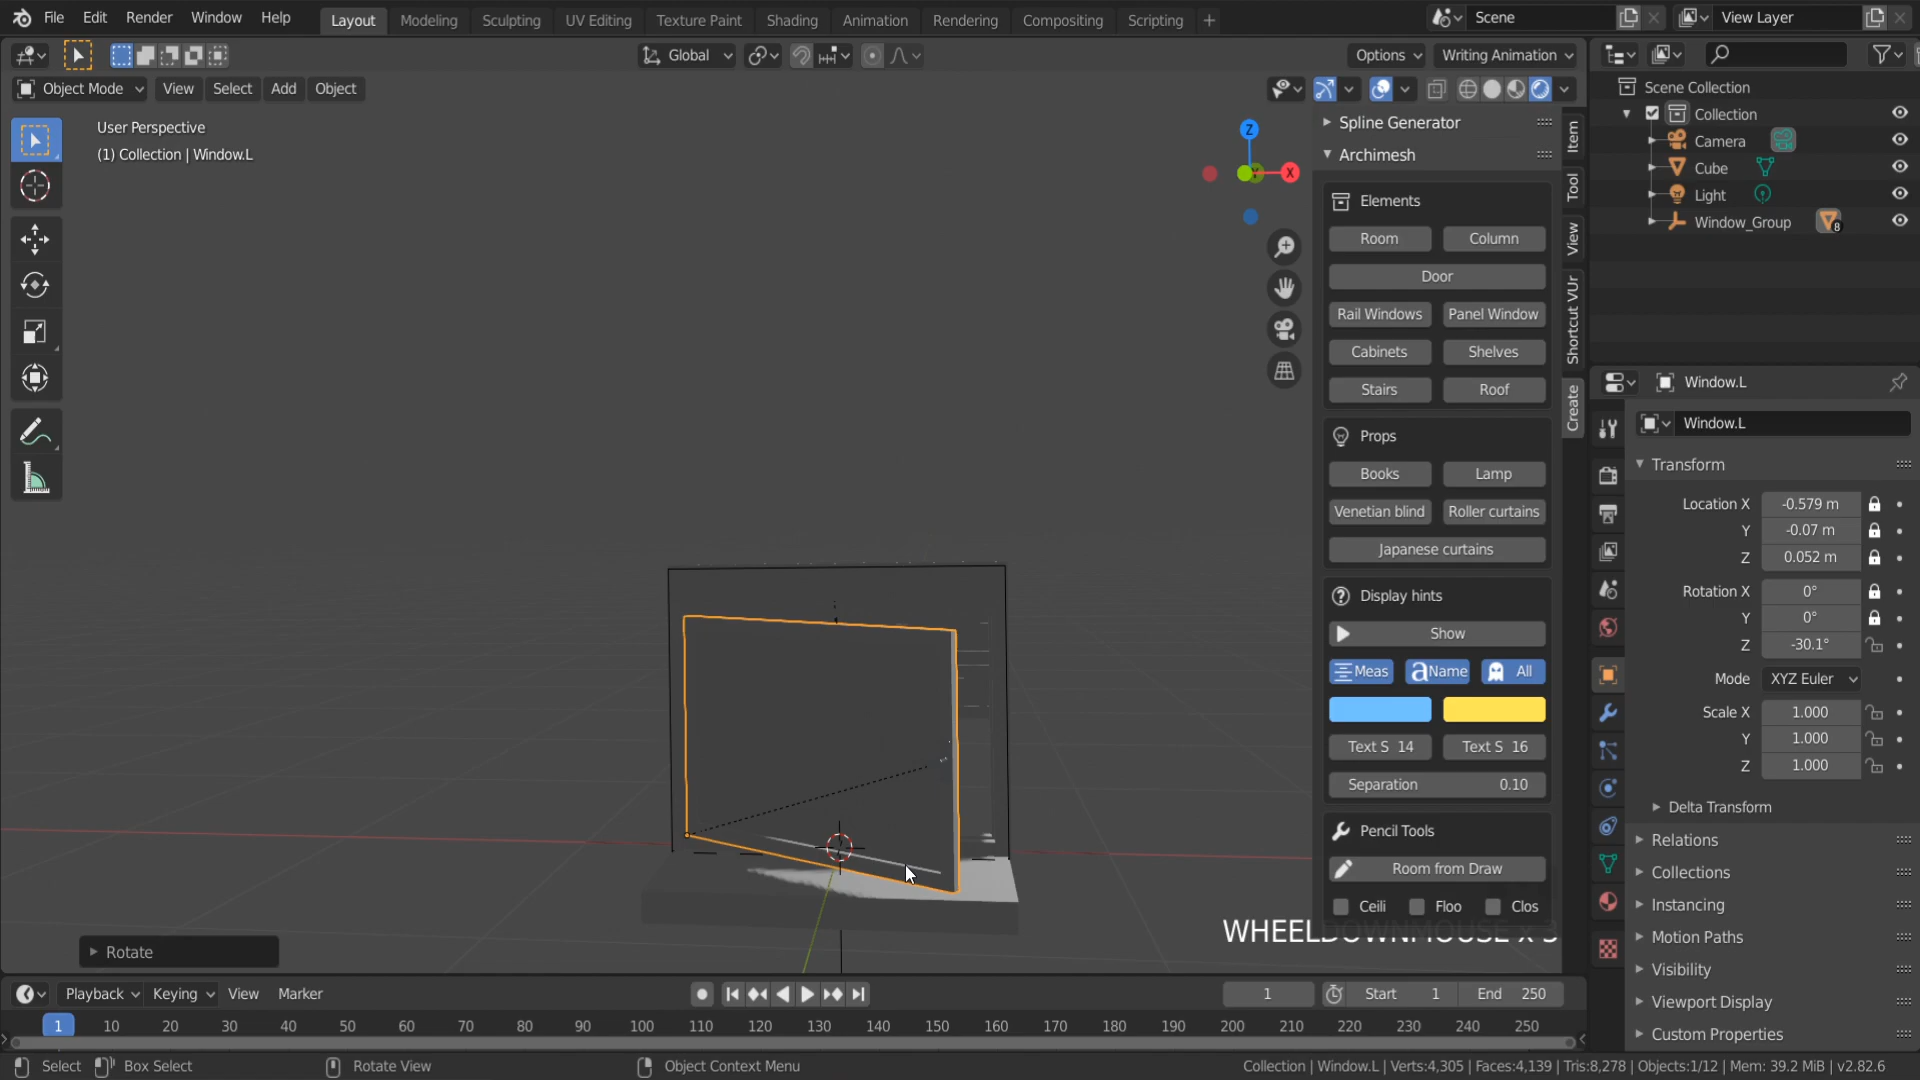 File Edit Render Window Help Layout Modeling Sculpting UV Editing Texture Paint Shading Animation Rendering Compositing Scripting + Scene View Layer
Global Options Writing Animation
Object Mode View Select Add Object
User Perspective
(1) Collection | Window.L
Z
X
Spline Generator
Archimesh
Elements
Room Column
Door
Rail Windows Panel Window
Cabinets Shelves
Stairs Roof
Props
Books Lamp
Venetian blind Roller curtains
Japanese curtains
Display hints
Show
Meas aName All
Text S 14 Text S 16
Separation 0.10
Pencil Tools
Room from Draw
Ceili Floo Clos
WHEELDOWNMOUSE x 3
Item
Tool
View
Shortcut VUr
Create
Scene Collection
Collection
Camera
Cube
Light
Window_Group 8
Window.L
Window.L
Transform
Location X -0.579 m
Y -0.07 m
Z 0.052 m
Rotation X 0°
Y 0°
Z -30.1°
Mode XYZ Euler
Scale X 1.000
Y 1.000
Z 1.000
Delta Transform
Relations
Collections
Instancing
Motion Paths
Visibility
Viewport Display
Custom Properties
Rotate
Playback Keying View Marker 1 Start 1 End 250
1 10 20 30 40 50 60 70 80 90 100 110 120 130 140 150 160 170 180 190 200 210 220 230 240 250
Select Box Select Rotate View Object Context Menu Collection | Window.L | Verts:4,305 | Faces:4,139 | Tris:8,278 | Objects:1/12 | Mem: 39.2 MiB | v2.82.6